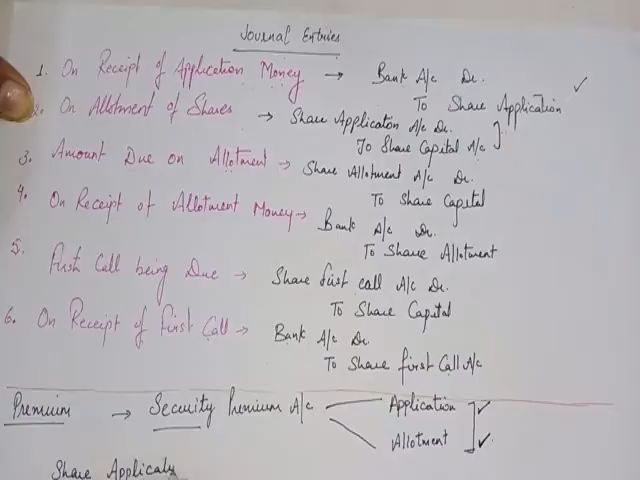 Journal Entries
1. On Receipt of Application Money → Bank A/c Dr.
To Share Application
2. On Allotment of Shares → Share Application A/c Dr.
To Share Capital A/c
3. Amount Due on Allotment → Share Allotment A/c Dr.
To Share Capital
4. On Receipt of Allotment Money → Bank A/c Dr.
To Share Allotment
5. First Call being Due → Share first call A/c Dr.
To Share Capital
6. On Receipt of First Call → Bank A/c Dr.
To Share first Call A/c
Premium → Security Premium A/c
Application ✓
Allotment ✓
Share